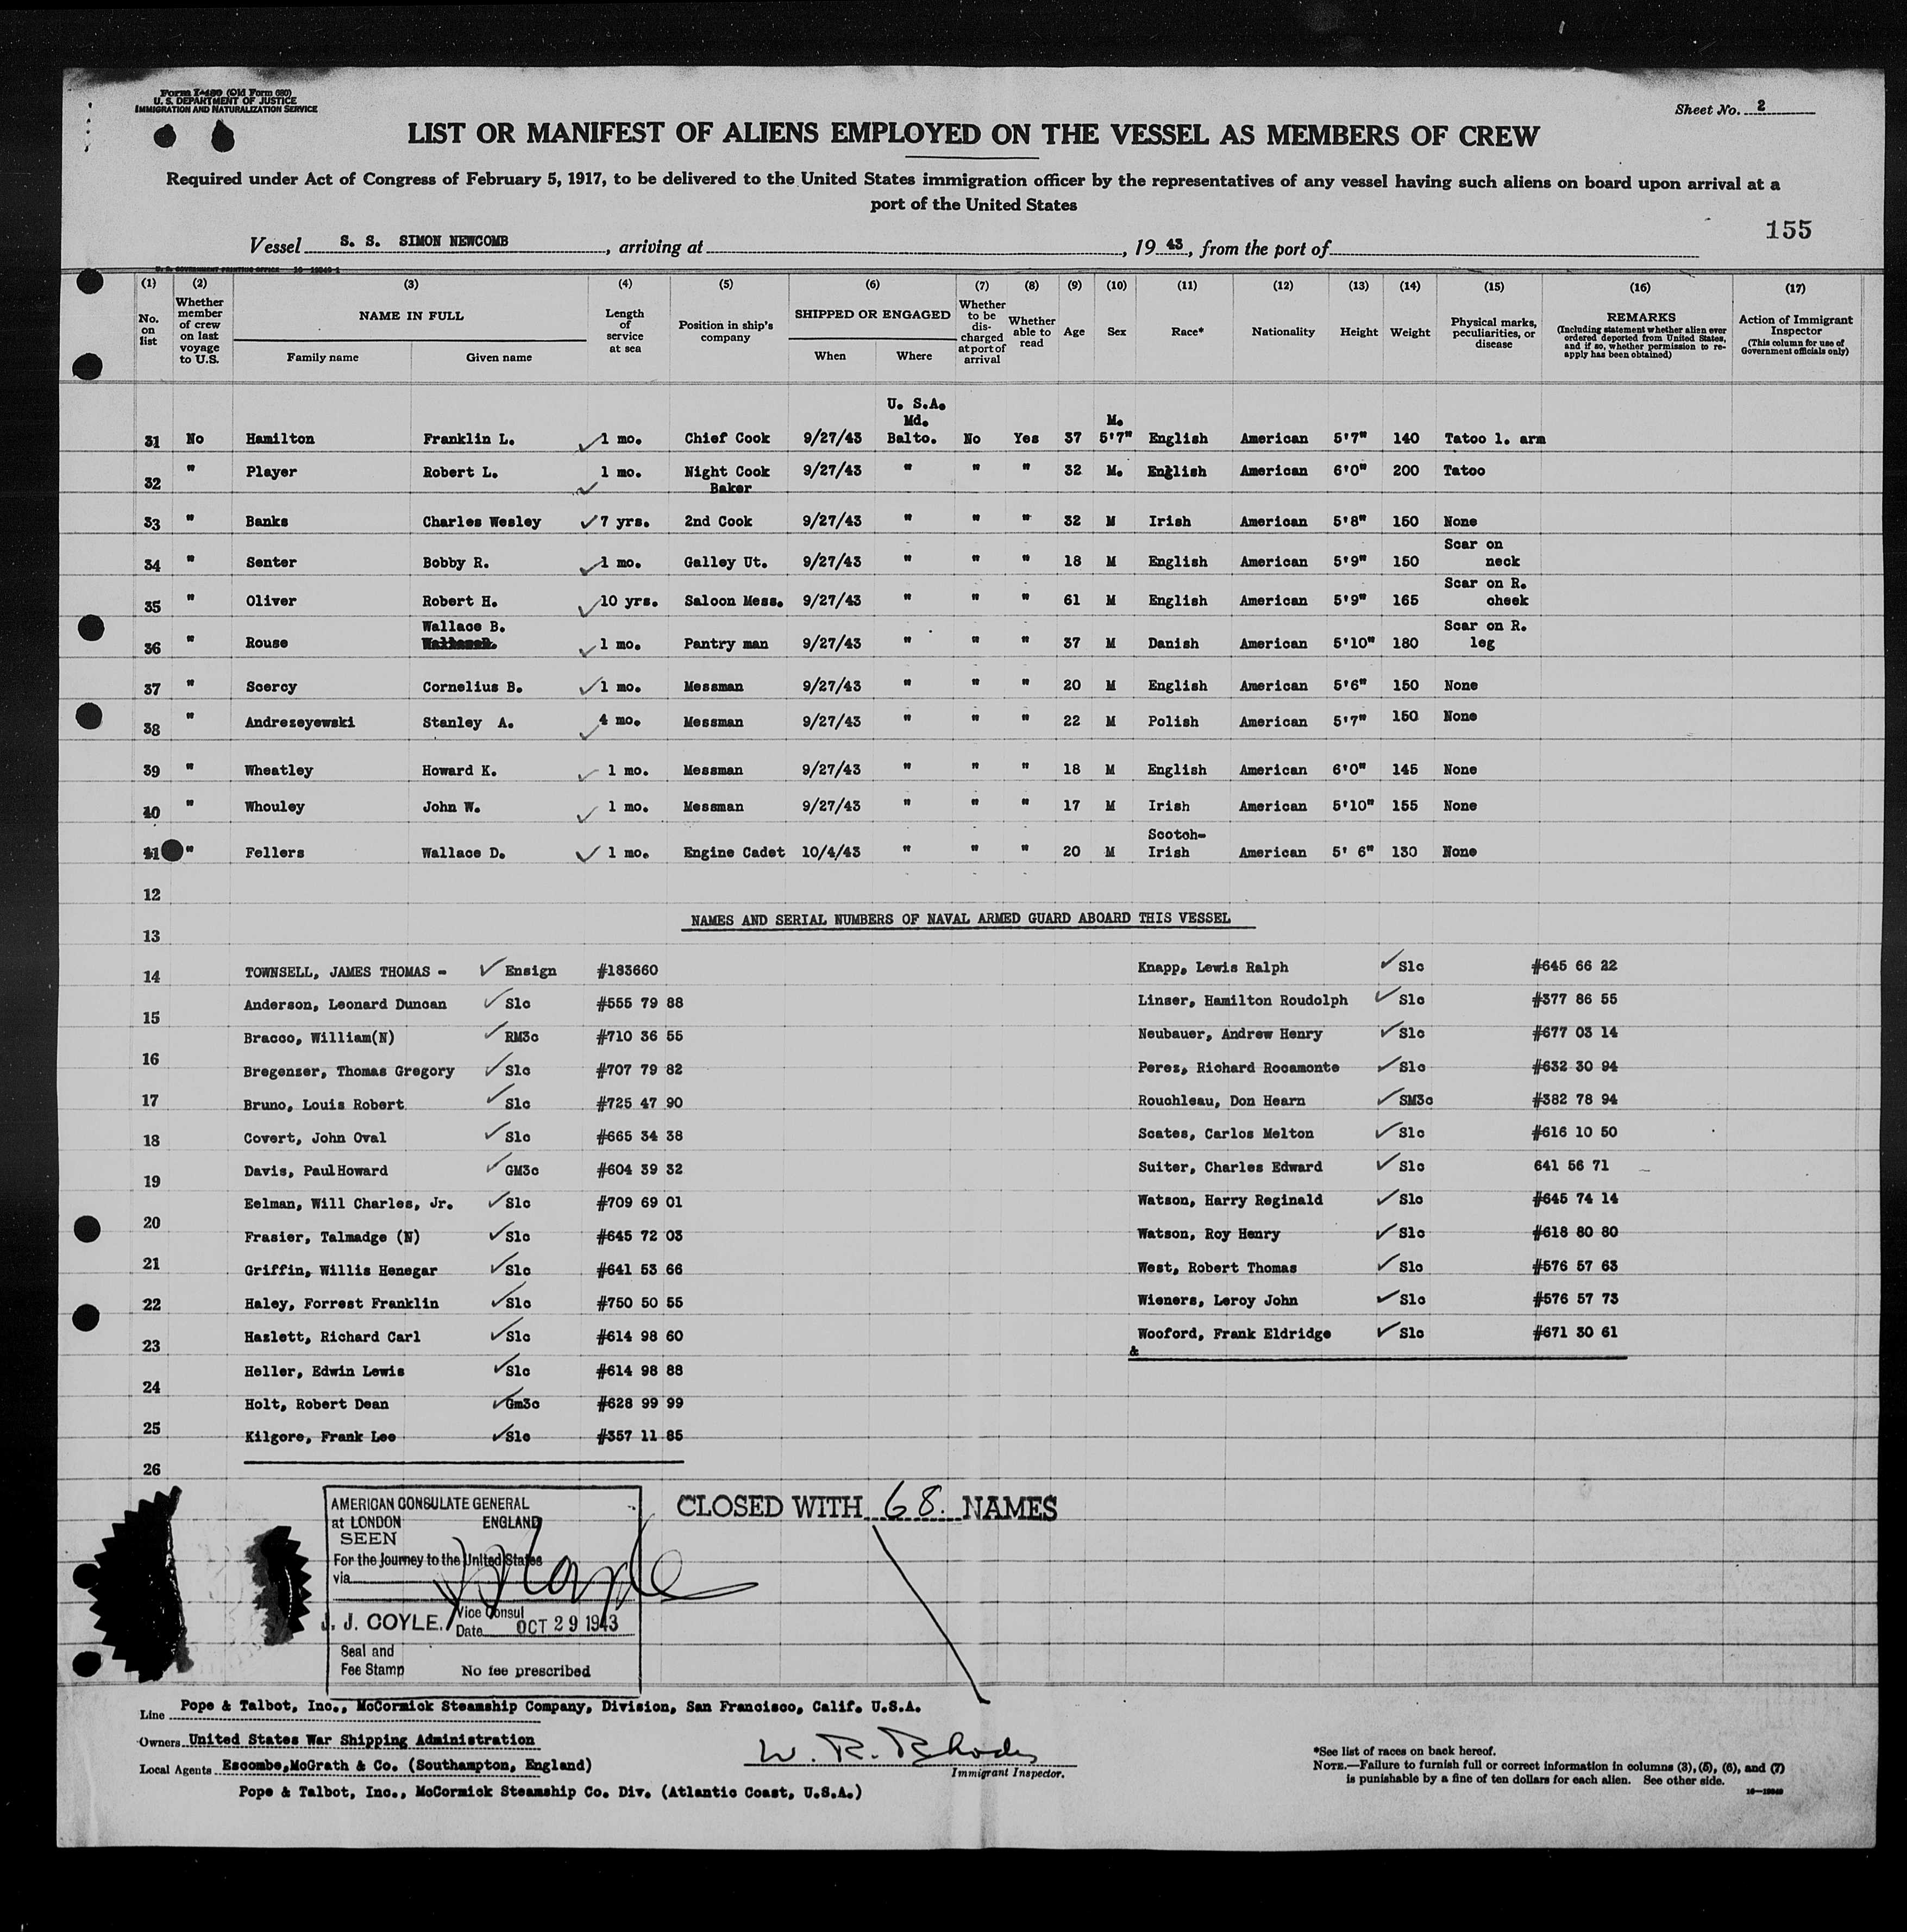 Form I-480 (Old Form 680)
U. S. DEPARTMENT OF JUSTICE
IMMIGRATION AND NATURALIZATION SERVICE
Sheet No. 2
LIST OR MANIFEST OF ALIENS EMPLOYED ON THE VESSEL AS MEMBERS OF CREW
Required under Act of Congress of February 5, 1917, to be delivered to the United States immigration officer by the representatives of any vessel having such aliens on board upon arrival at a
port of the United States
155
Vessel S. S. SIMON NEWCOMB, arriving at , 19 43, from the port of
U. S. GOVERNMENT PRINTING OFFICE
(1) (2) (3) (4) (5) (6) (7) (8) (9) (10) (11) (12) (13) (14) (15) (16) (17)
No. on list
Whether member of crew on last voyage to U.S.
NAME IN FULL
Family name Given name
Length of service at sea
Position in ship's company
SHIPPED OR ENGAGED
When Where
Whether to be discharged at port of arrival
Whether able to read
Age
Sex
Race*
Nationality
Height
Weight
Physical marks, peculiarities, or disease
REMARKS
(Including statement whether alien ever ordered deported from United States, and if so, whether permission to reapply has been obtained)
Action of Immigrant Inspector
(This column for use of Government officials only)
U. S.A.
Md. M.
31 No Hamilton Franklin L. ✓ 1 mo. Chief Cook 9/27/43 Balto. No Yes 37 5'7" English American 5'7" 140 Tatoo l. arm
32 " Player Robert L. ✓ 1 mo. Night Cook Baker 9/27/43 " " " 32 M. English American 6'0" 200 Tatoo
33 " Banks Charles Wesley ✓ 7 yrs. 2nd Cook 9/27/43 " " " 32 M Irish American 5'8" 150 None
34 " Senter Bobby R. ✓ 1 mo. Galley Ut. 9/27/43 " " " 18 M English American 5'9" 150 Scar on neck
35 " Oliver Robert H. ✓ 10 yrs. Saloon Mess. 9/27/43 " " " 61 M English American 5'9" 165 Scar on R. cheek
36 " Rouse Wallace B. ✓ 1 mo. Pantry man 9/27/43 " " " 37 M Danish American 5'10" 180 Scar on R. leg
37 " Scercy Cornelius B. ✓ 1 mo. Messman 9/27/43 " " " 20 M English American 5'6" 150 None
38 " Andrezeyewski Stanley A. ✓ 4 mo. Messman 9/27/43 " " " 22 M Polish American 5'7" 150 None
39 " Wheatley Howard K. ✓ 1 mo. Messman 9/27/43 " " " 18 M English American 6'0" 145 None
40 " Whouley John W. ✓ 1 mo. Messman 9/27/43 " " " 17 M Irish American 5'10" 155 None
41 " Fellers Wallace D. ✓ 1 mo. Engine Cadet 10/4/43 " " " 20 M Scotch-Irish American 5' 6" 130 None
12
NAMES AND SERIAL NUMBERS OF NAVAL ARMED GUARD ABOARD THIS VESSEL
13
14
15
16
17
18
19
20
21
22
23
24
25
26
TOWNSELL, JAMES THOMAS - ✓ Ensign #183660
Anderson, Leonard Duncan ✓ S1c #555 79 88
Bracco, William(N) ✓ RM3c #710 36 55
Bregenzer, Thomas Gregory ✓ S1c #707 79 82
Bruno, Louis Robert ✓ S1c #725 47 90
Covert, John Oval ✓ S1c #665 34 38
Davis, PaulHoward ✓ GM3c #604 39 32
Eelman, Will Charles, Jr. ✓ S1c #709 69 01
Frasier, Talmadge (N) ✓ S1c #645 72 03
Griffin, Willis Henegar ✓ S1c #641 53 66
Haley, Forrest Franklin ✓ S1c #750 50 55
Hazlett, Richard Carl ✓ S1c #614 98 60
Heller, Edwin Lewis ✓ S1c #614 98 88
Holt, Robert Dean ✓ Gm3c #628 99 99
Kilgore, Frank Lee ✓ S1c #357 11 85
Knapp, Lewis Ralph ✓ S1c #645 66 22
Linser, Hamilton Roudolph ✓ S1c #377 86 55
Neubauer, Andrew Henry ✓ S1c #677 03 14
Perez, Richard Rocamonte ✓ S1c #632 30 94
Rouchleau, Don Hearn ✓ SM3c #382 78 94
Scates, Carlos Melton ✓ S1c #616 10 50
Suiter, Charles Edward ✓ S1c 641 56 71
Watson, Harry Reginald ✓ S1c #645 74 14
Watson, Roy Henry ✓ S1c #618 80 80
West, Robert Thomas ✓ S1c #576 57 63
Wieners, Leroy John ✓ S1c #576 57 73
Wooford, Frank Eldridge ✓ S1c #671 30 61
&
AMERICAN CONSULATE GENERAL
at LONDON ENGLAND
SEEN
For the Journey to the United States
via
J. J. COYLE. Vice Consul
Date OCT 29 1943
Seal and
Fee Stamp No fee prescribed
CLOSED WITH 68. NAMES
Line Pope & Talbot, Inc., McCormick Steamship Company, Division, San Francisco, Calif. U.S.A.
Owners United States War Shipping Administration
Local Agents Escombe,McGrath & Co. (Southampton, England)
Pope & Talbot, Inc., McCormick Steamship Co. Div. (Atlantic Coast, U.S.A.)
W. R. Rhodes
Immigrant Inspector.
*See list of races on back hereof.
NOTE.—Failure to furnish full or correct information in columns (3), (5), (6), and (7)
is punishable by a fine of ten dollars for each alien. See other side.